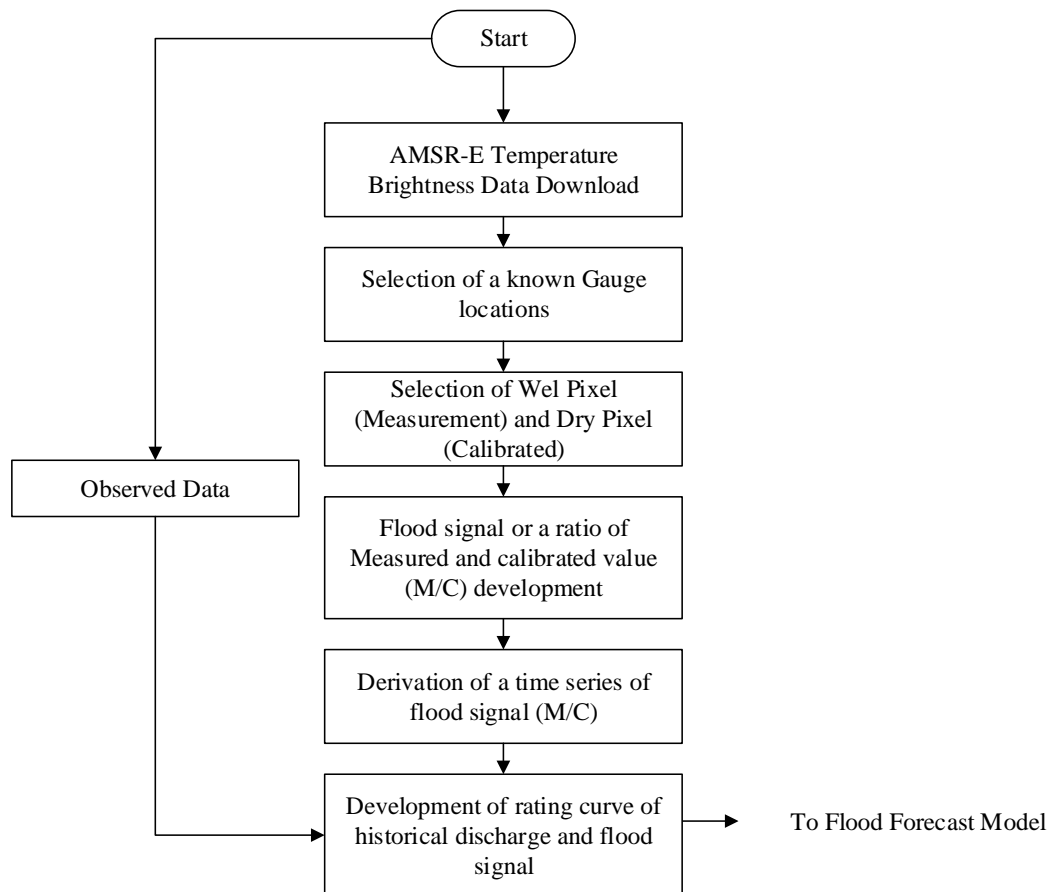 Start
AMSR-E Temperature
Brightness Data Download
Selection of a known Gauge
locations
Selection of Wel Pixel
(Measurement) and Dry Pixel
(Calibrated)
Observed Data
Flood signal or a ratio of
Measured and calibrated value
(M/C) development
Derivation of a time series of
flood signal (M/C)
Development of rating curve of
historical discharge and flood
signal
To Flood Forecast Model